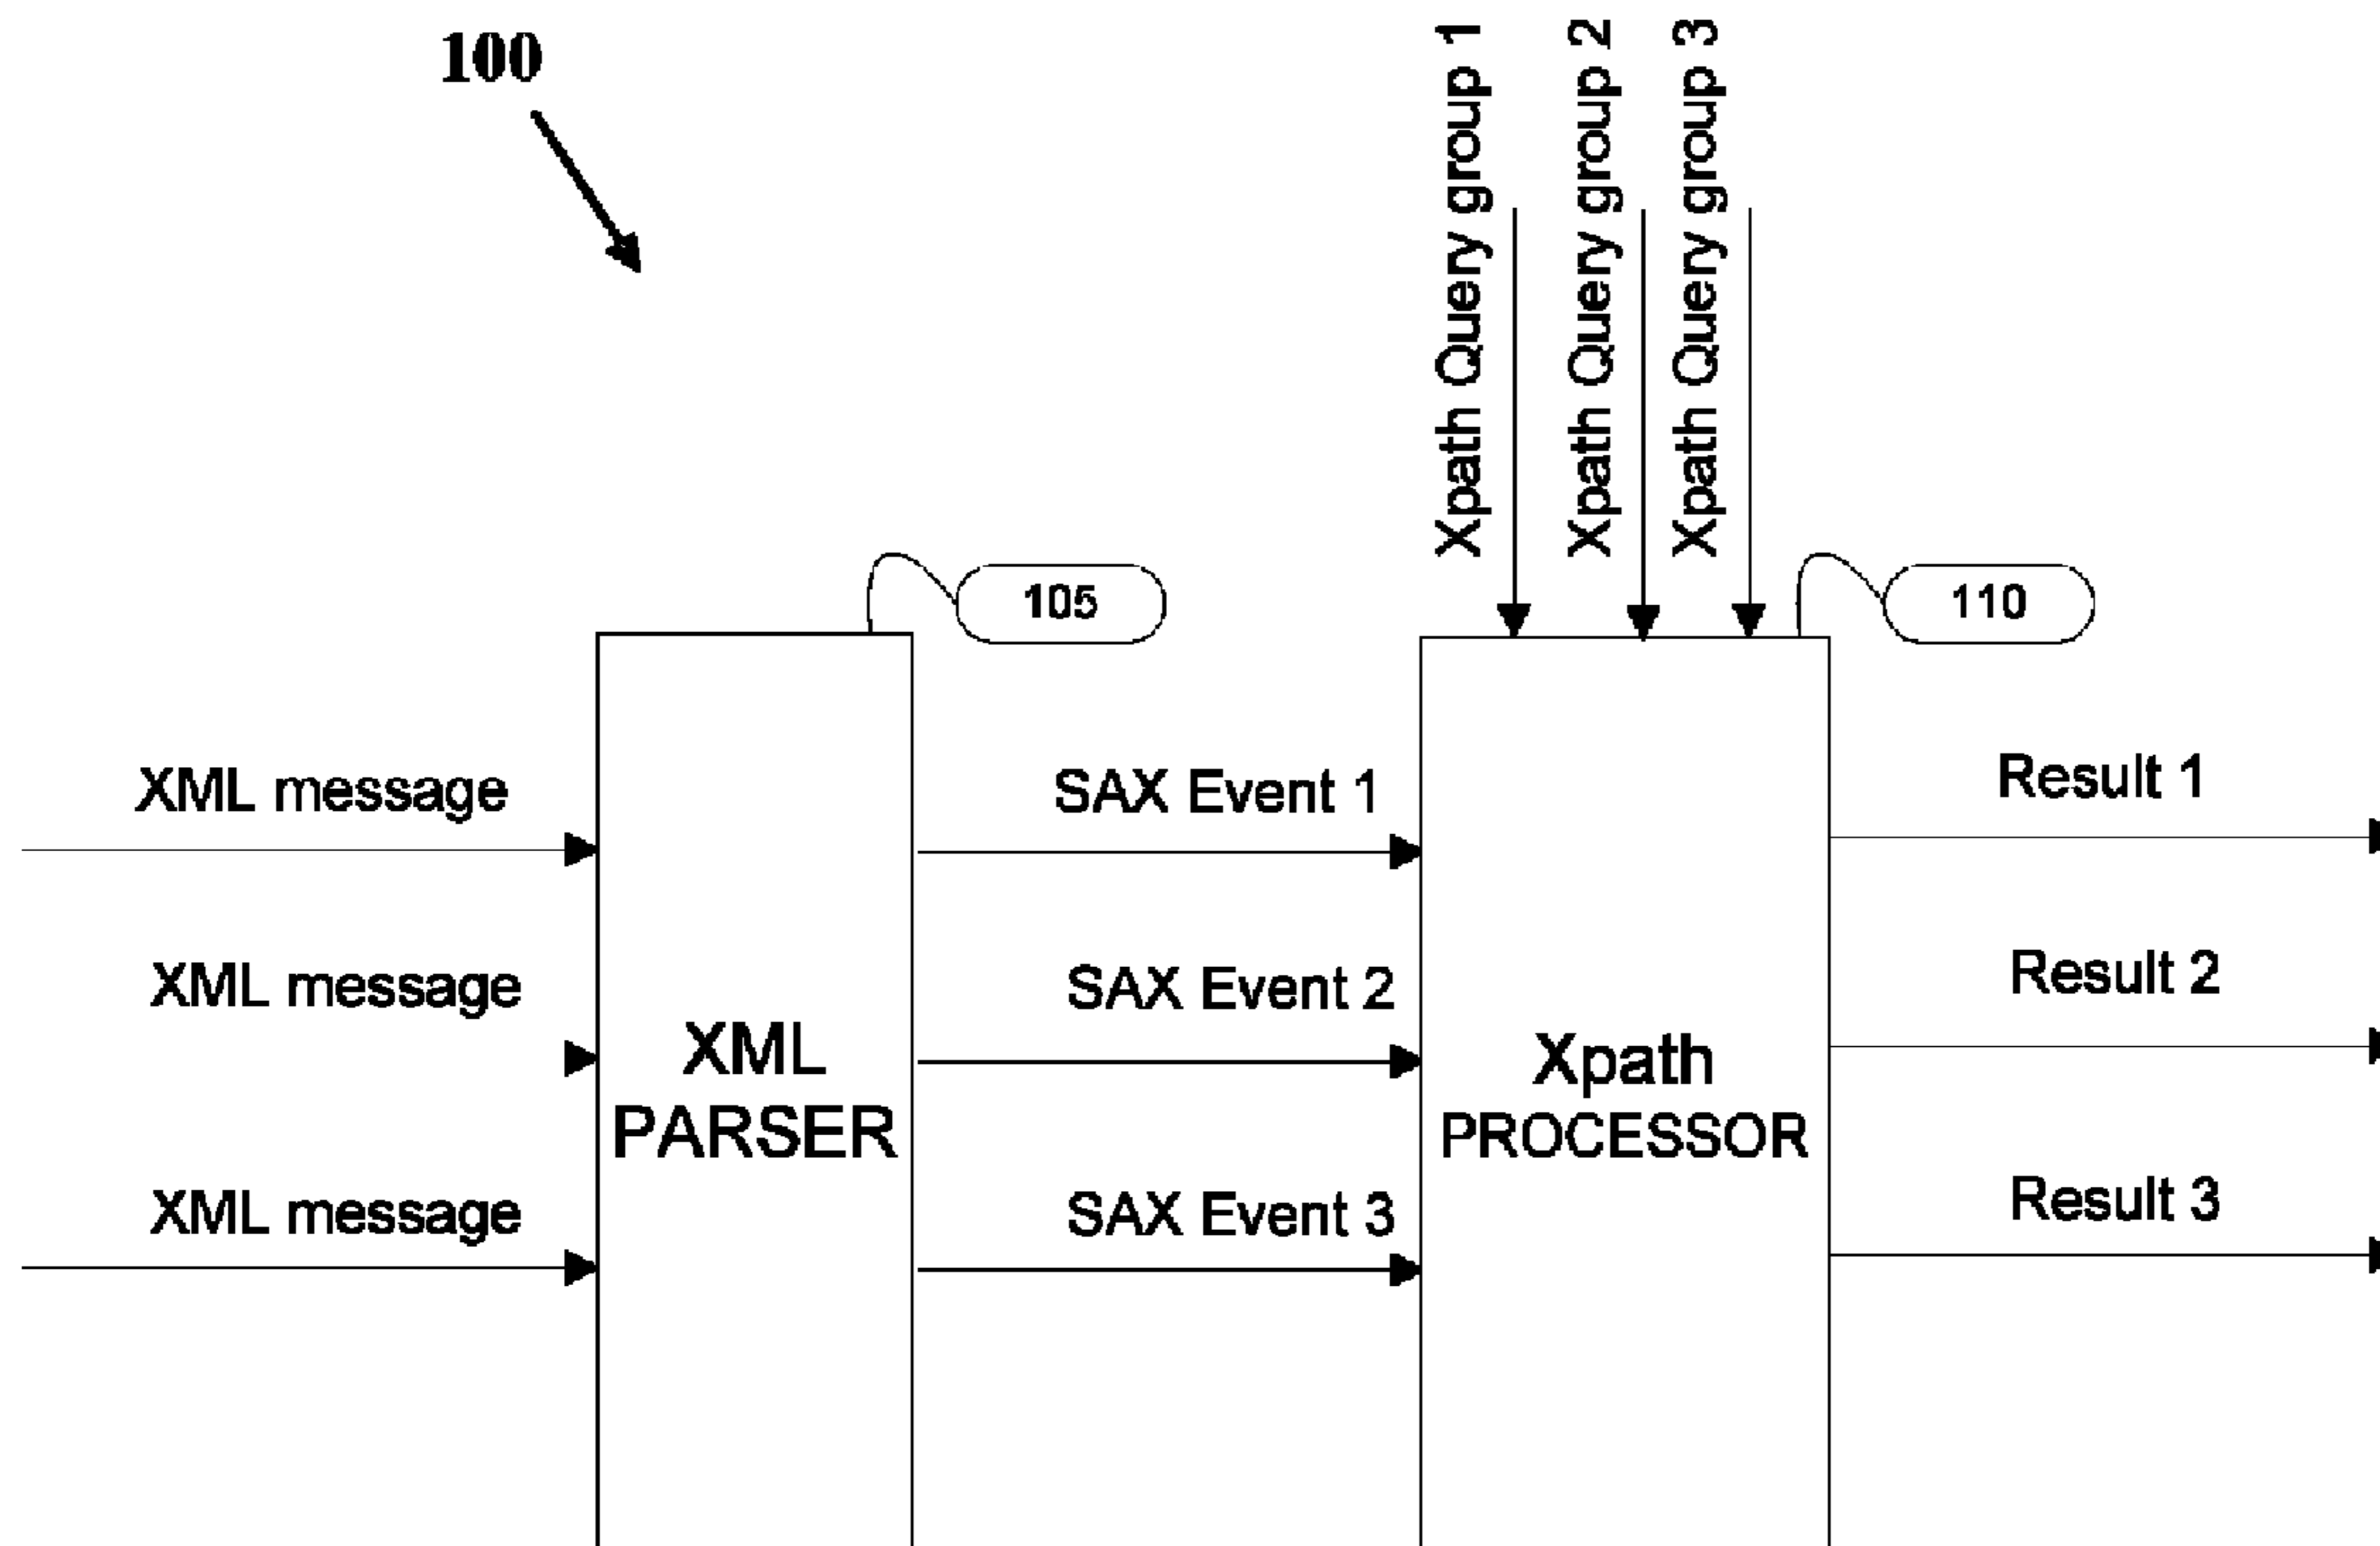 100
Xpath Query group 1
Xpath Query group 2
Xpath Query group 3
105
110
XML message
SAX Event 1
Result 1
XML message
SAX Event 2
Result 2
XML
PARSER
Xpath
PROCESSOR
XML message
SAX Event 3
Result 3